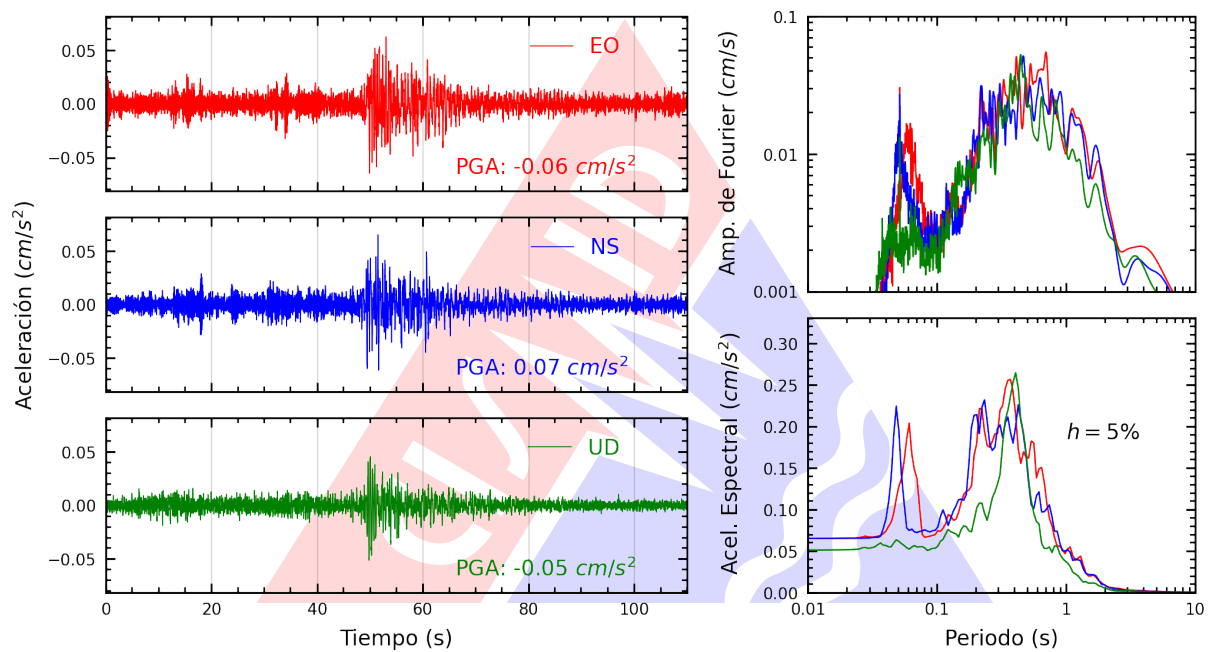 Aceleración (cm/s²)
0.05
0.00
−0.05
EO
PGA: -0.06 cm/s²
0.05
0.00
−0.05
NS
PGA: 0.07 cm/s²
0.05
0.00
−0.05
UD
PGA: -0.05 cm/s²
0 20 40 60 80 100
Tiempo (s)
Amp. de Fourier (cm/s)
0.1
0.01
0.001
Acel. Espectral (cm/s²)
0.30
0.25
0.20
0.15
0.10
0.05
0.00
h = 5%
0.01 0.1 1 10
Periodo (s)
CISMID